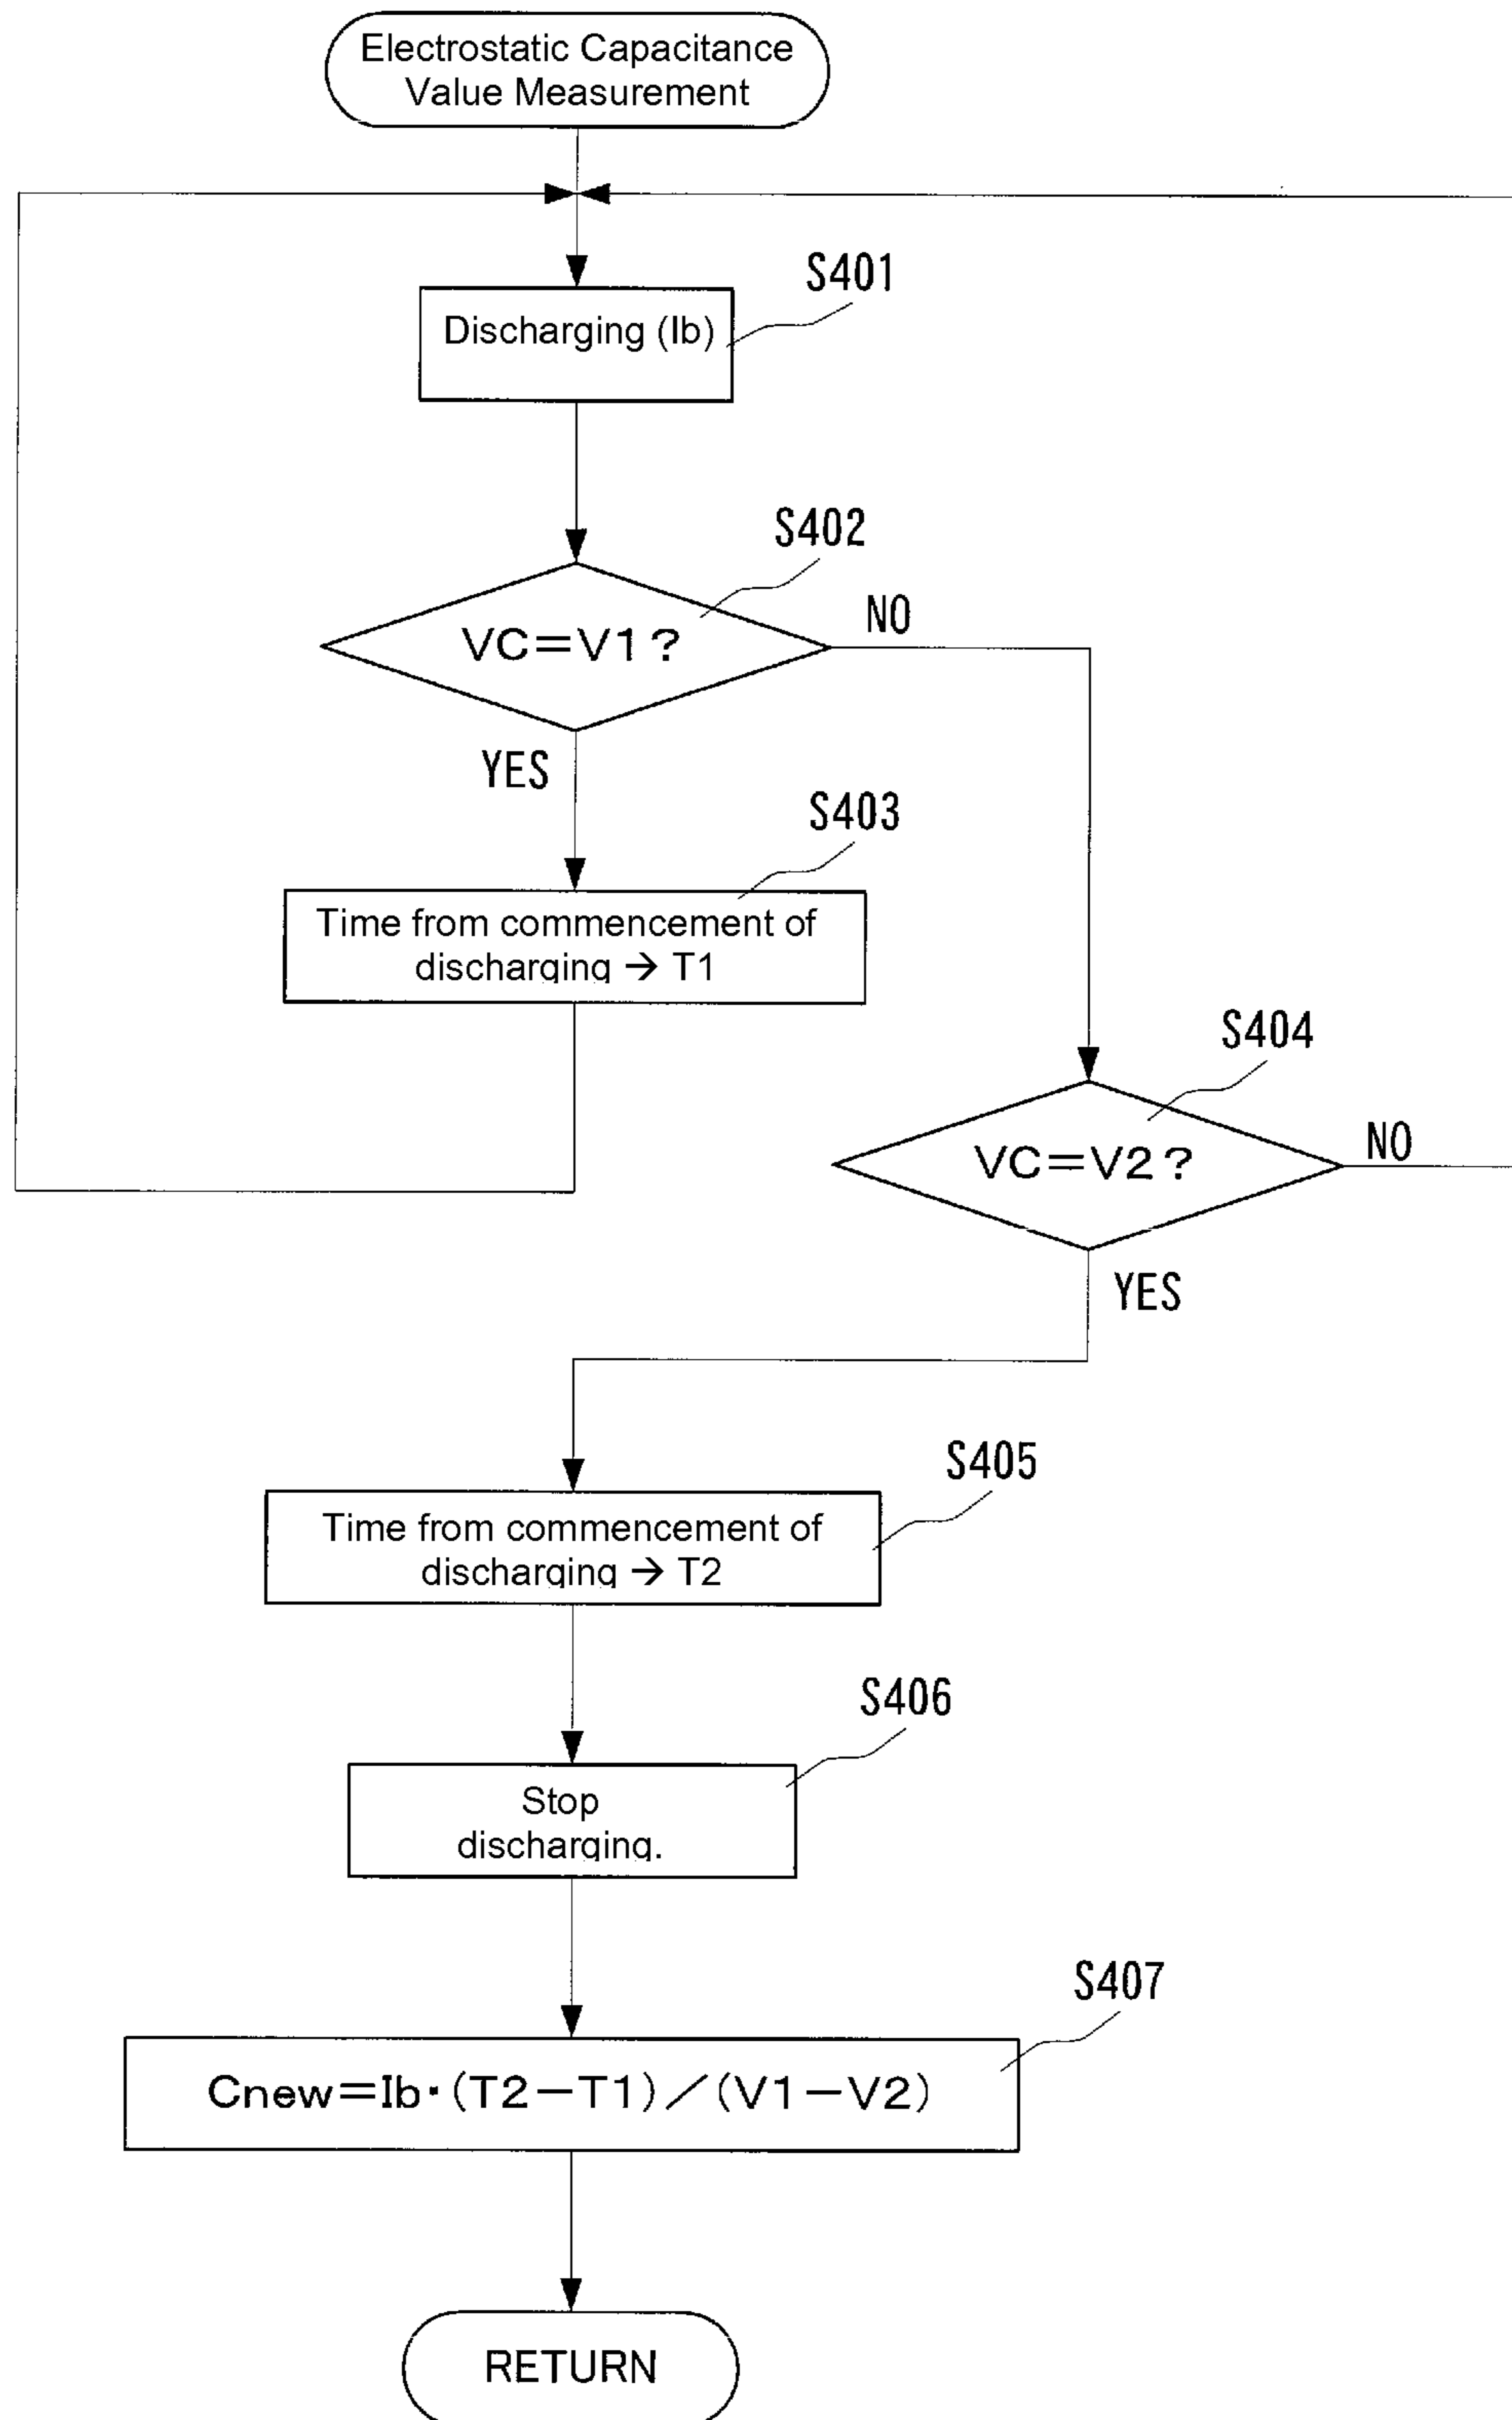 Electrostatic Capacitance
Value Measurement
S401
Discharging (Ib)
S402
VC=V1?
NO
YES
S403
Time from commencement of
discharging → T1
S404
VC=V2?
NO
YES
S405
Time from commencement of
discharging → T2
S406
Stop
discharging.
S407
Cnew=Ib·(T2−T1)/(V1−V2)
RETURN